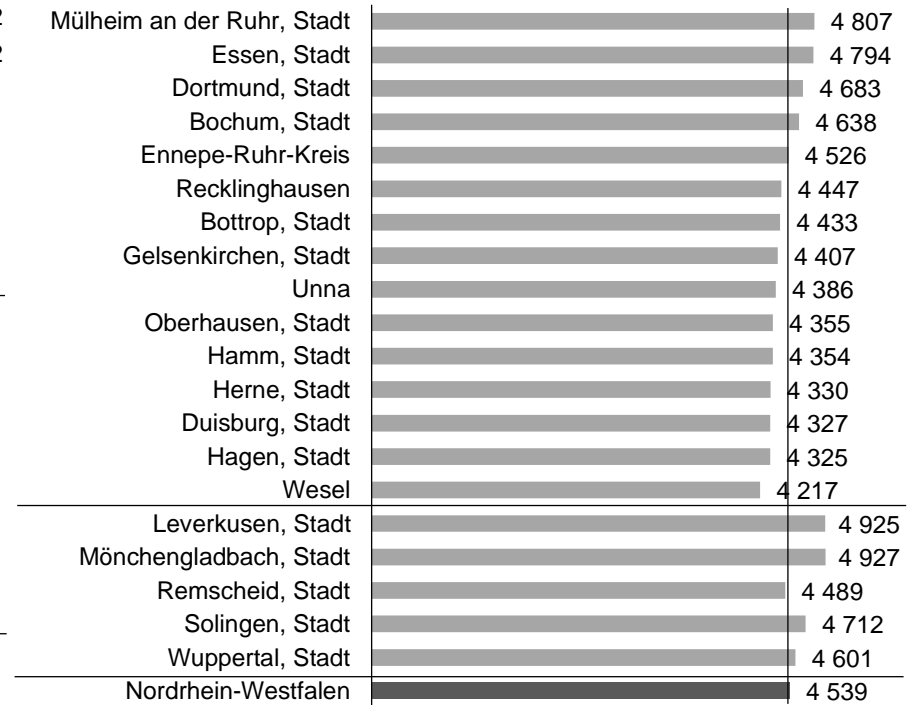 Mülheim an der Ruhr, Stadt 4 807
Essen, Stadt 4 794
Dortmund, Stadt 4 683
Bochum, Stadt 4 638
Ennepe-Ruhr-Kreis 4 526
Recklinghausen 4 447
Bottrop, Stadt 4 433
Gelsenkirchen, Stadt 4 407
Unna 4 386
Oberhausen, Stadt 4 355
Hamm, Stadt 4 354
Herne, Stadt 4 330
Duisburg, Stadt 4 327
Hagen, Stadt 4 325
Wesel 4 217
Leverkusen, Stadt 4 925
Mönchengladbach, Stadt 4 927
Remscheid, Stadt 4 489
Solingen, Stadt 4 712
Wuppertal, Stadt 4 601
Nordrhein-Westfalen 4 539